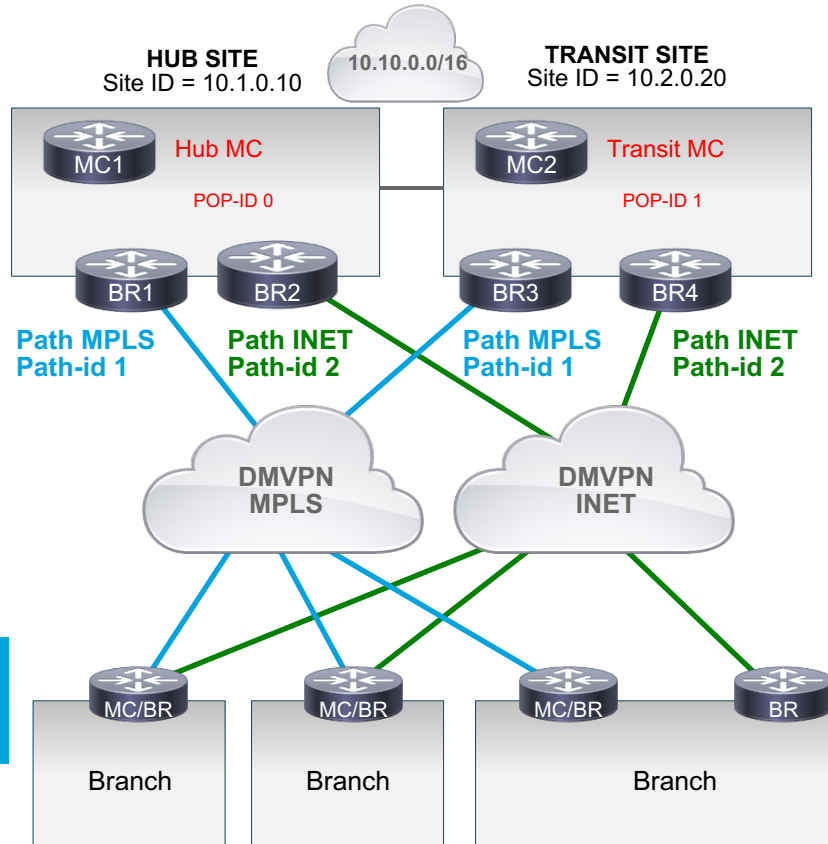 HUB SITE
Site ID = 10.1.0.10
10.10.0.0/16
TRANSIT SITE
Site ID = 10.2.0.20
MC1
Hub MC
POP-ID 0
MC2
Transit MC
POP-ID 1
BR1
BR2
BR3
BR4
Path MPLS
Path-id 1
Path INET
Path-id 2
Path MPLS
Path-id 1
Path INET
Path-id 2
DMVPN
MPLS
DMVPN
INET
MC/BR
MC/BR
MC/BR
BR
Branch
Branch
Branch